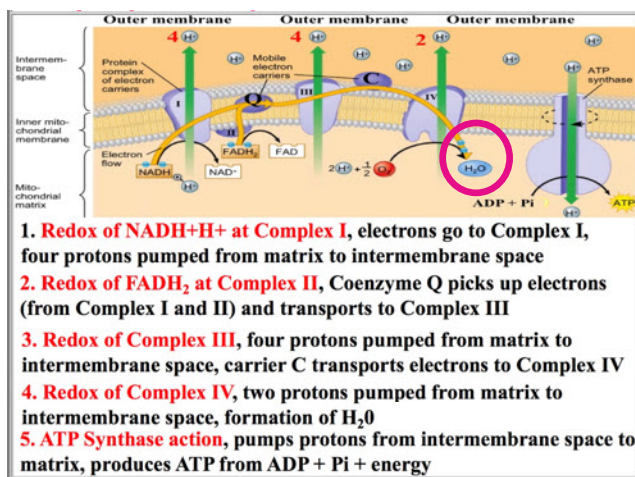 Outer membrane
Outer membrane
Outer membrane
4 H+
4 H+
2 H+
H+
H+
H+
H+
H+
H+
Intermem-
brane
space
Protein
complex
of electron
carriers
Mobile
electron
carriers
ATP
synthase
I
Q
III
C
IV
II
Inner mito-
chondrial
membrane
Electron
flow
FADH2
FAD
NADH
NAD+
H+
2 H+ + 1/2 O2
H2O
Mito-
chondrial
matrix
ADP + Pi
ATP
H+
1. Redox of NADH+H+ at Complex I, electrons go to Complex I,
four protons pumped from matrix to intermembrane space
2. Redox of FADH2 at Complex II, Coenzyme Q picks up electrons
(from Complex I and II) and transports to Complex III
3. Redox of Complex III, four protons pumped from matrix to
intermembrane space, carrier C transports electrons to Complex IV
4. Redox of Complex IV, two protons pumped from matrix to
intermembrane space, formation of H20
5. ATP Synthase action, pumps protons from intermembrane space to
matrix, produces ATP from ADP + Pi + energy